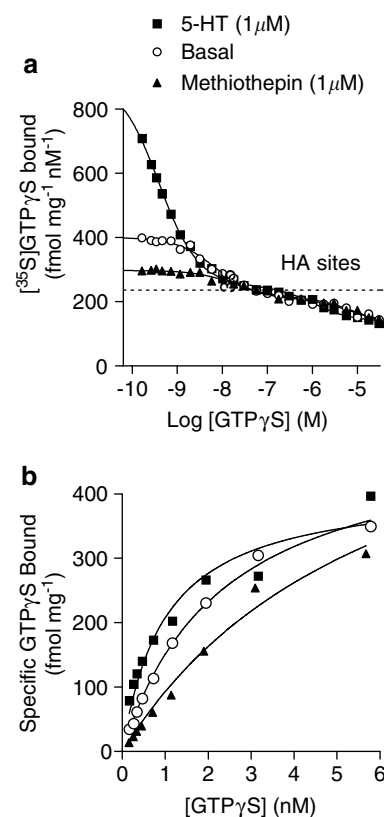 5-HT (1μM)
Basal
Methiothepin (1μM)
a
800
600
400
200
0
[³⁵S]GTPγS bound
(fmol mg⁻¹ nM⁻¹)
HA sites
-10 -9 -8 -7 -6 -5
Log [GTPγS] (M)
b
400
300
200
100
0
Specific GTPγS Bound
(fmol mg⁻¹)
0 1 2 3 4 5 6
[GTPγS] (nM)